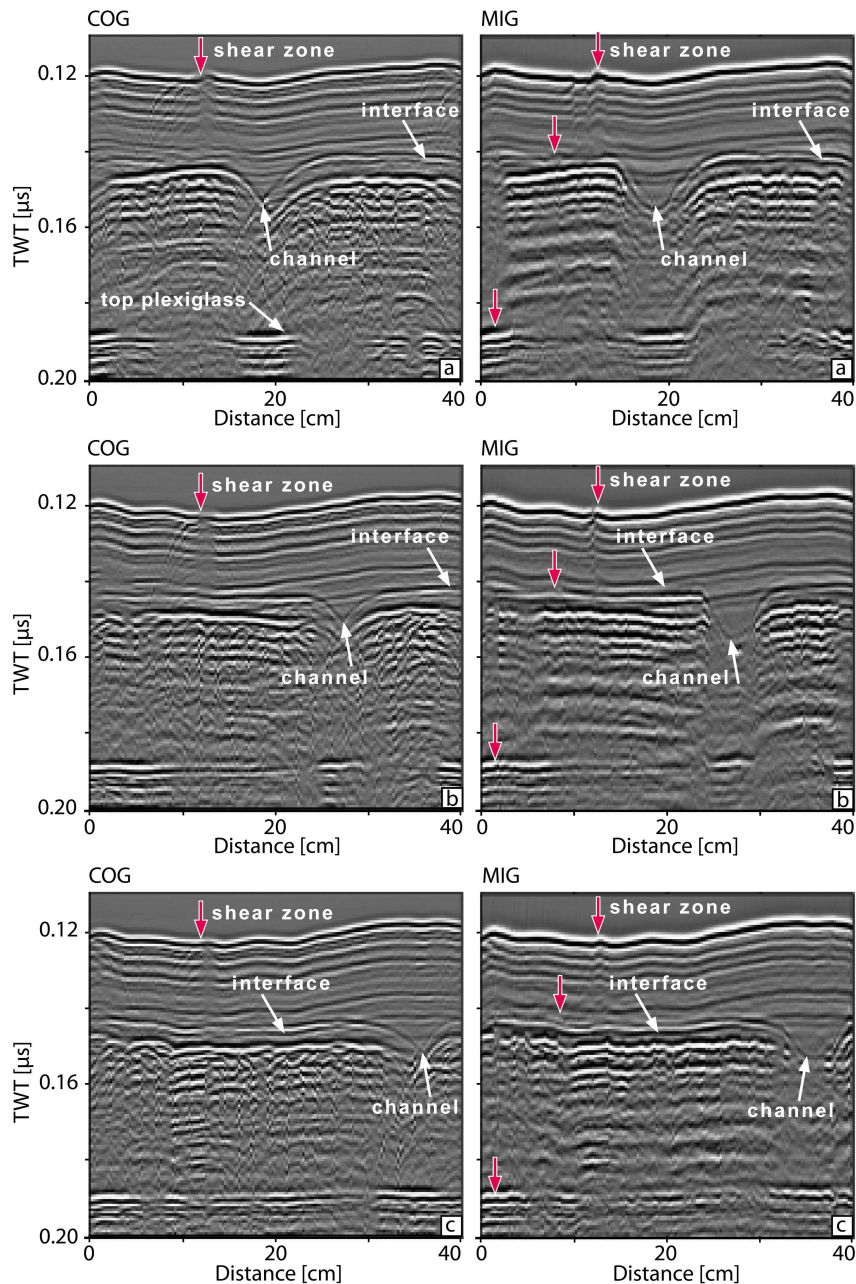 COG
shear zone
0.12
interface
TWT [µs]
0.16
channel
top plexiglass
a
0.20
0
20
40
Distance [cm]
MIG
shear zone
interface
channel
a
0
20
40
Distance [cm]
COG
shear zone
0.12
interface
TWT [µs]
0.16
channel
b
0.20
0
20
40
Distance [cm]
MIG
shear zone
interface
channel
b
0
20
40
Distance [cm]
COG
shear zone
0.12
interface
TWT [µs]
0.16
channel
c
0.20
0
20
40
Distance [cm]
MIG
shear zone
interface
channel
c
0
20
40
Distance [cm]